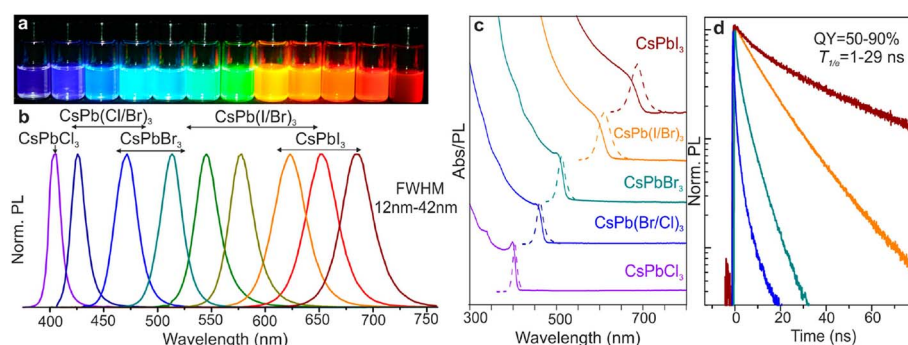 a
b
CsPb(Cl/Br)₃
CsPb(I/Br)₃
CsPbCl₃
CsPbBr₃
CsPbI₃
FWHM
12nm-42nm
Norm. PL
400 450 500 550 600 650 700 750
Wavelength (nm)
c
CsPbI₃
CsPb(I/Br)₃
CsPbBr₃
CsPb(Br/Cl)₃
CsPbCl₃
Abs/PL
300 500 700
Wavelength (nm)
d
QY=50-90%
T₁/ₑ=1-29 ns
Norm. PL
0 20 40 60
Time (ns)